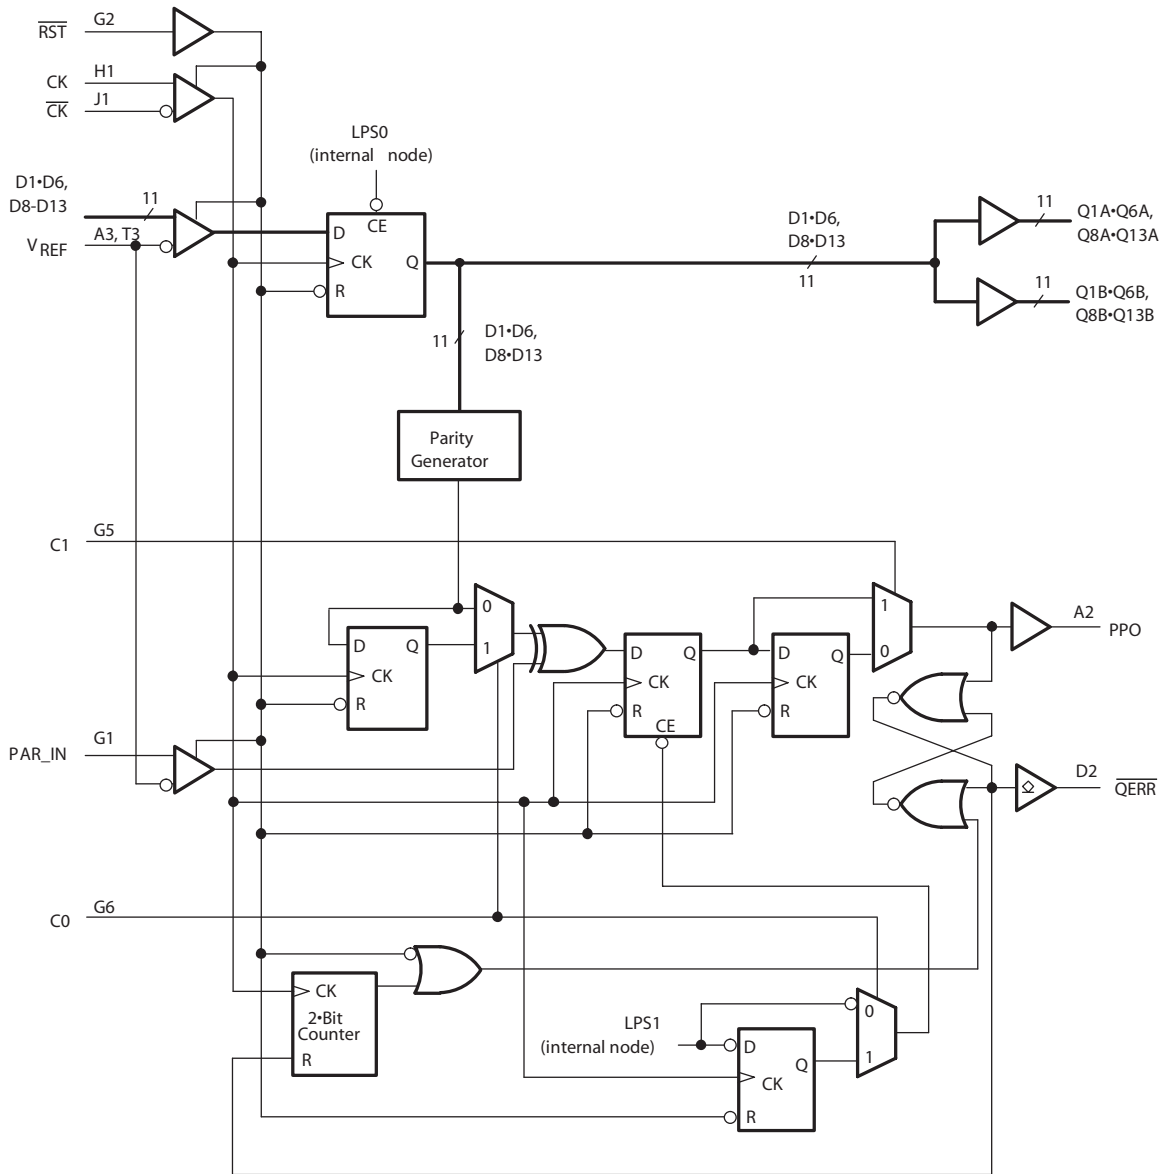 RST
G2
CK
H1
CK
J1
LPS0
(internal node)
D1•D6,
D8-D13
11
VREF
A3, T3
D
CE
CK
Q
R
D1•D6,
D8•D13
11
11
Q1A•Q6A,
Q8A•Q13A
11
Q1B•Q6B,
Q8B•Q13B
11
D1•D6,
D8•D13
Parity
Generator
C1
G5
0
1
D
Q
CK
R
D
Q
CK
R
CE
D
Q
CK
R
1
0
A2
PPO
PAR_IN
G1
D2
QERR
C0
G6
CK
2•Bit
Counter
R
LPS1
(internal node)
D
Q
CK
R
0
1